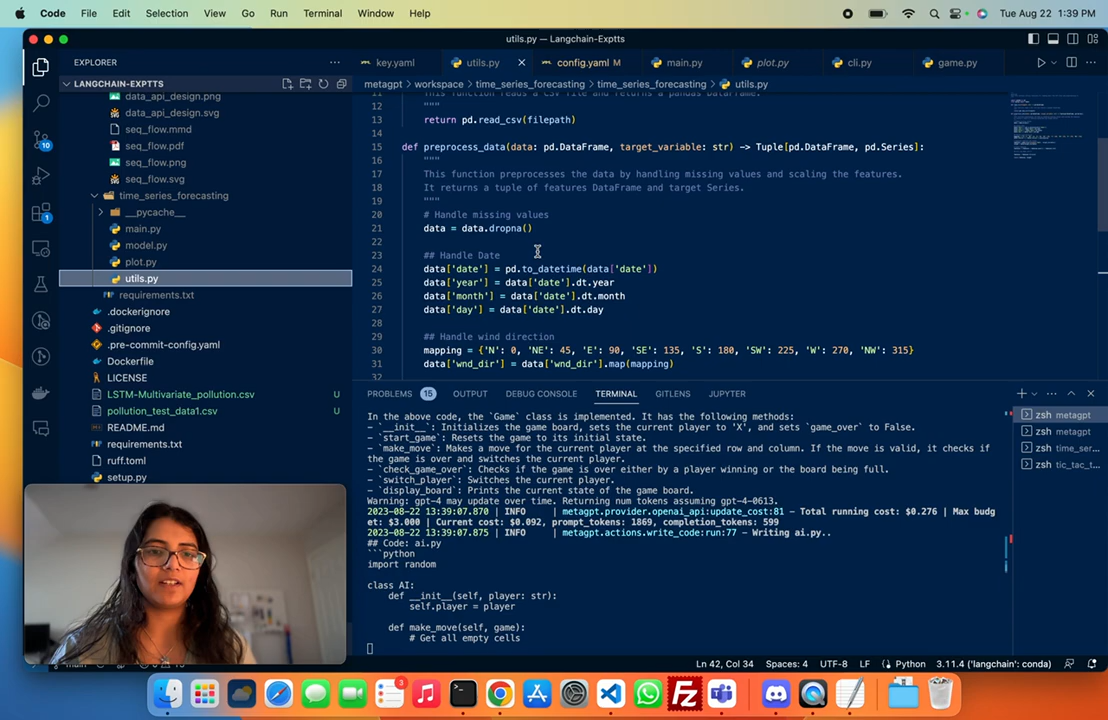 Code File Edit Selection View Go Run Terminal Window Help Tue Aug 22 1:39 PM
utils.py — Langchain-Exptts
EXPLORER
LANGCHAIN-EXPTTS
data_api_design.png
data_api_design.svg
seq_flow.mmd
seq_flow.pdf
seq_flow.png
seq_flow.svg
time_series_forecasting
__pycache__
main.py
model.py
plot.py
utils.py
requirements.txt
.dockerignore
.gitignore
.pre-commit-config.yaml
Dockerfile
LICENSE
LSTM-Multivariate_pollution.csv U
pollution_test_data1.csv U
README.md
requirements.txt
ruff.toml
setup.py
10
1
key.yaml utils.py config.yaml M main.py plot.py cli.py game.py
metagpt > workspace > time_series_forecasting > time_series_forecasting > utils.py
11 This function reads a CSV file and returns a pandas DataFrame.
12 """
13 return pd.read_csv(filepath)
14
15 def preprocess_data(data: pd.DataFrame, target_variable: str) -> Tuple[pd.DataFrame, pd.Series]:
16 """
17 This function preprocesses the data by handling missing values and scaling the features.
18 It returns a tuple of features DataFrame and target Series.
19 """
20 # Handle missing values
21 data = data.dropna()
22
23 ## Handle Date
24 data['date'] = pd.to_datetime(data['date'])
25 data['year'] = data['date'].dt.year
26 data['month'] = data['date'].dt.month
27 data['day'] = data['date'].dt.day
28
29 ## Handle wind direction
30 mapping = {'N': 0, 'NE': 45, 'E': 90, 'SE': 135, 'S': 180, 'SW': 225, 'W': 270, 'NW': 315}
31 data['wnd_dir'] = data['wnd_dir'].map(mapping)
32
PROBLEMS 15 OUTPUT DEBUG CONSOLE TERMINAL GITLENS JUPYTER
In the above code, the `Game` class is implemented. It has the following methods:
- `__init__`: Initializes the game board, sets the current player to 'X', and sets `game_over` to False.
- `start_game`: Resets the game to its initial state.
- `make_move`: Makes a move for the current player at the specified row and column. If the move is valid, it checks if
the game is over and switches the current player.
- `check_game_over`: Checks if the game is over either by a player winning or the board being full.
- `switch_player`: Switches the current player.
- `display_board`: Prints the current state of the game board.
Warning: gpt-4 may update over time. Returning num tokens assuming gpt-4-0613.
2023-08-22 13:39:07.870 | INFO | metagpt.provider.openai_api:update_cost:81 - Total running cost: $0.276 | Max budg
et: $3.000 | Current cost: $0.092, prompt_tokens: 1869, completion_tokens: 599
2023-08-22 13:39:07.875 | INFO | metagpt.actions.write_code:run:77 - Writing ai.py..
## Code: ai.py
```python
import random
class AI:
def __init__(self, player: str):
self.player = player
def make_move(self, game):
# Get all empty cells
zsh metagpt
zsh metagpt
zsh time_ser...
zsh tic_tac_t...
Ln 42, Col 34 Spaces: 4 UTF-8 LF Python 3.11.4 ('langchain': conda)
3